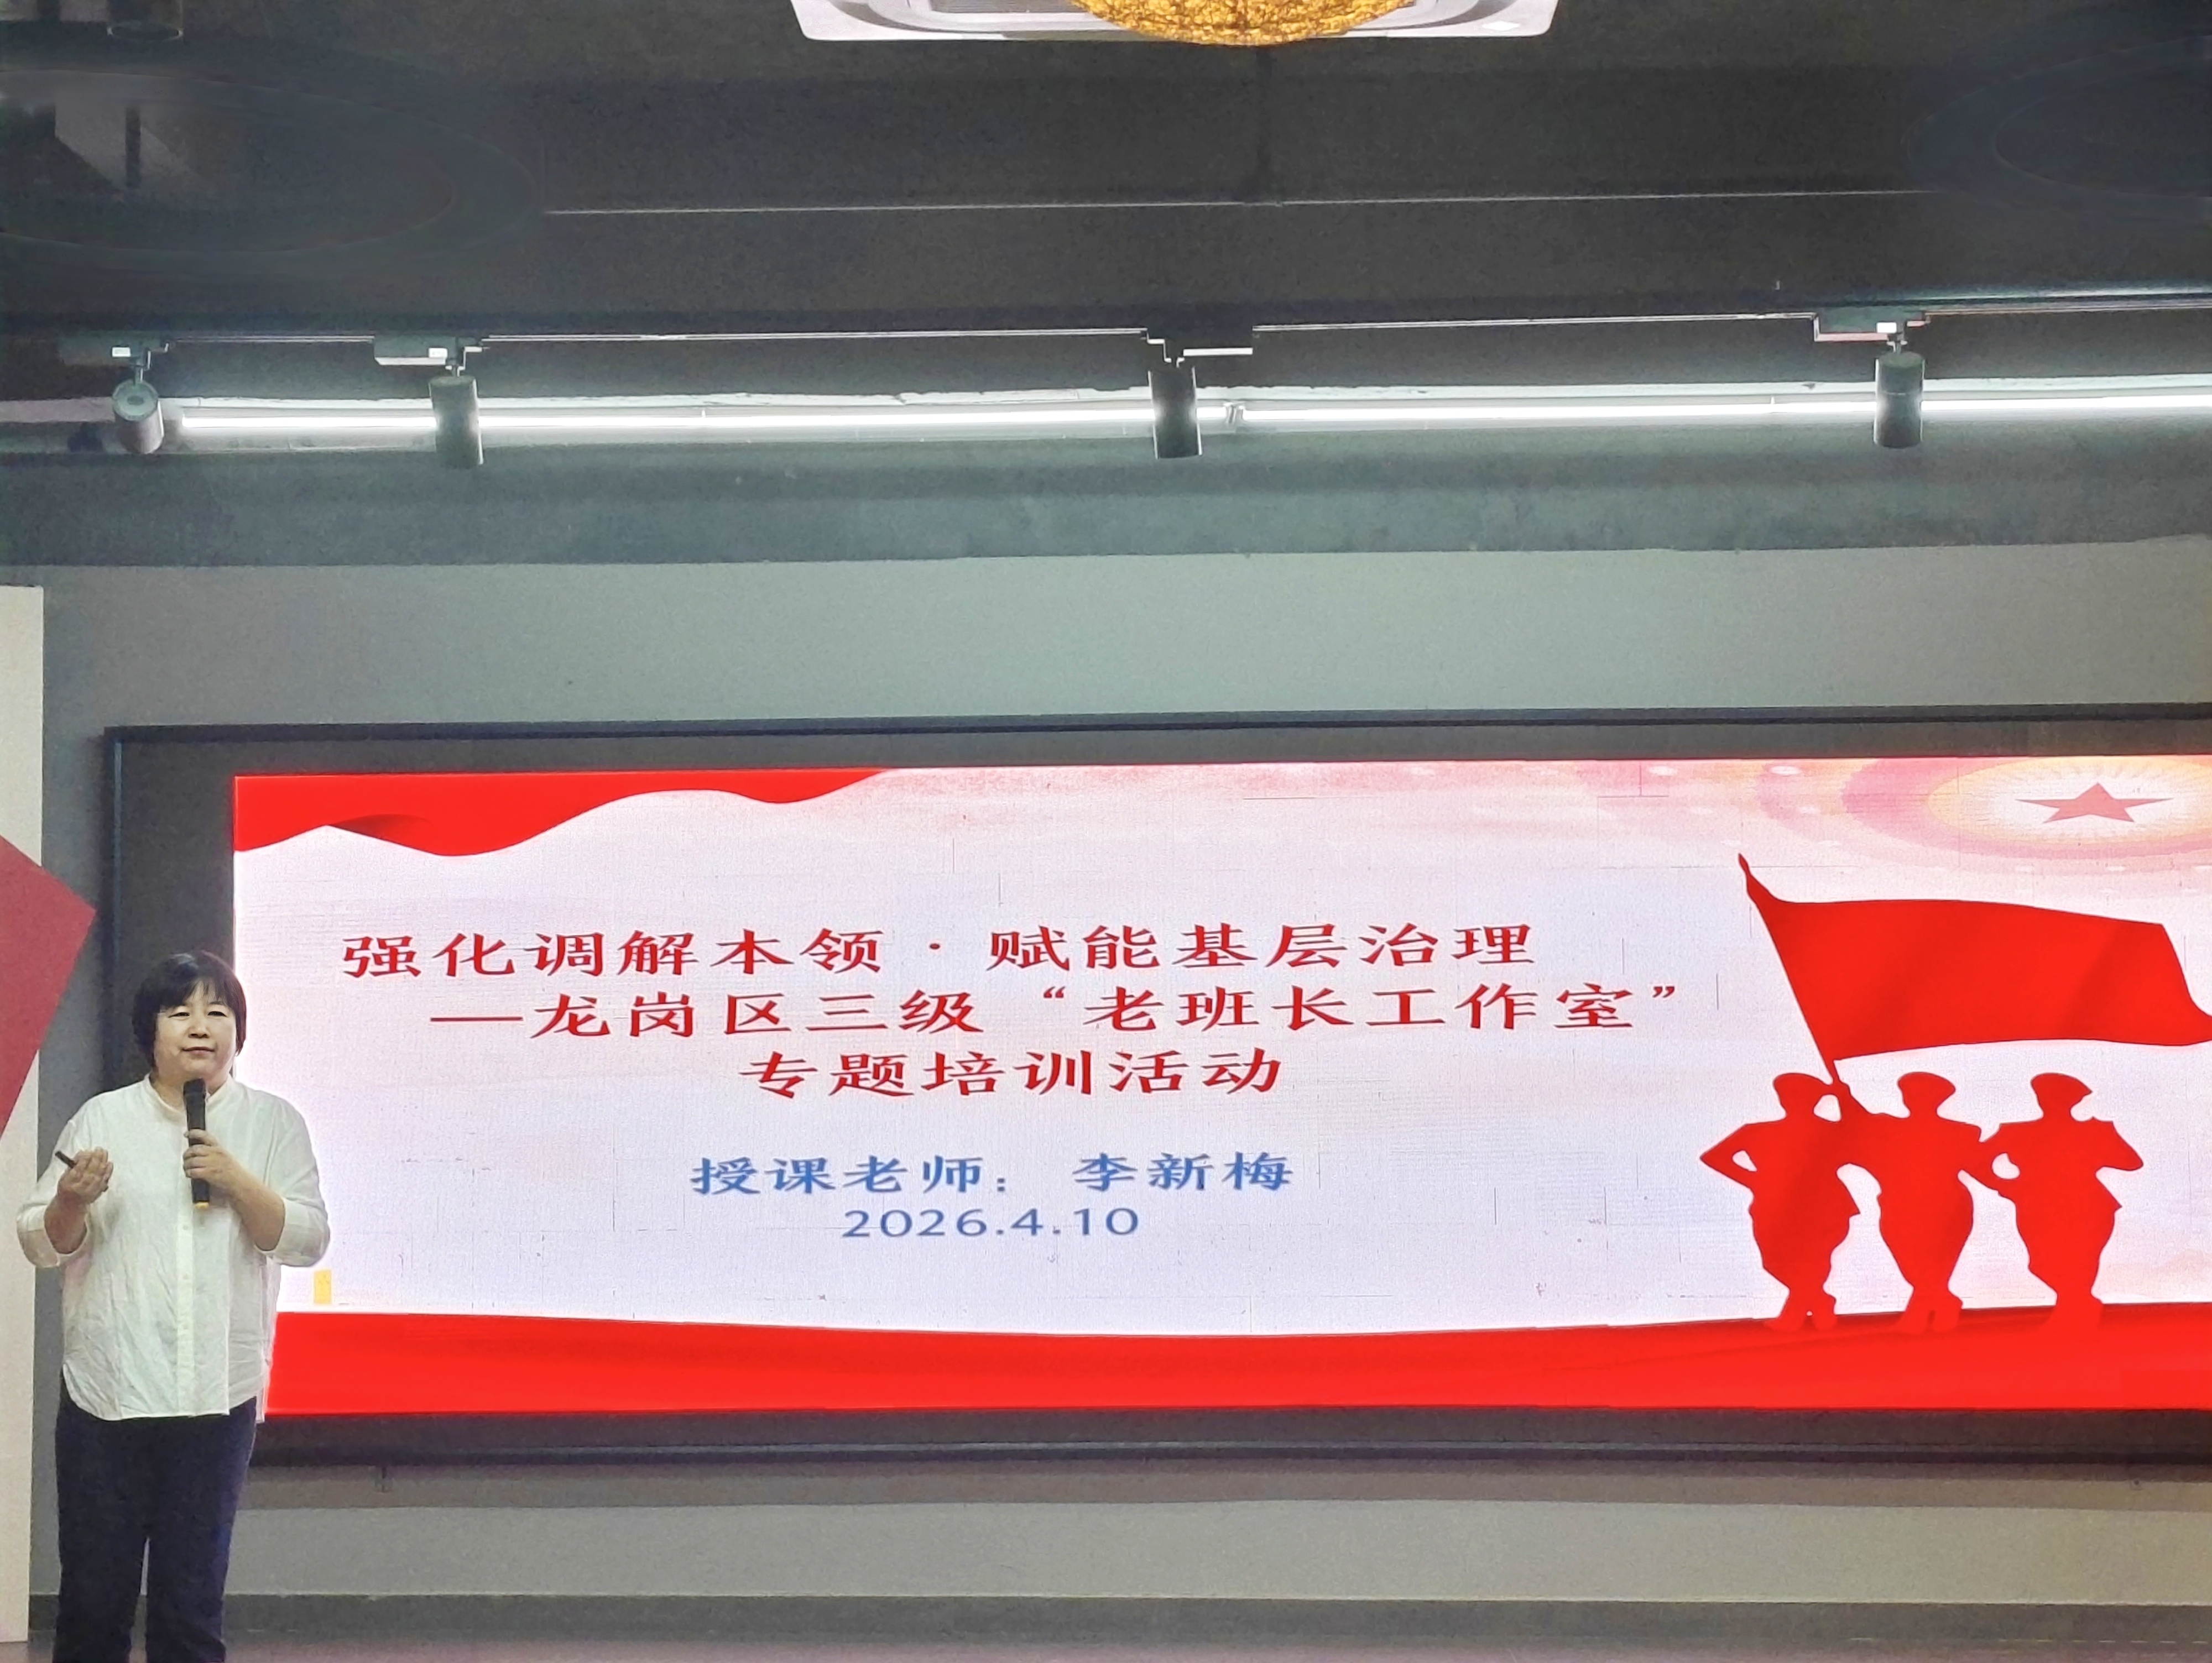 强化调解本领·赋能基层治理
—龙岗区三级“老班长工作室”
专题培训活动
授课老师：李新梅
2026.4.10